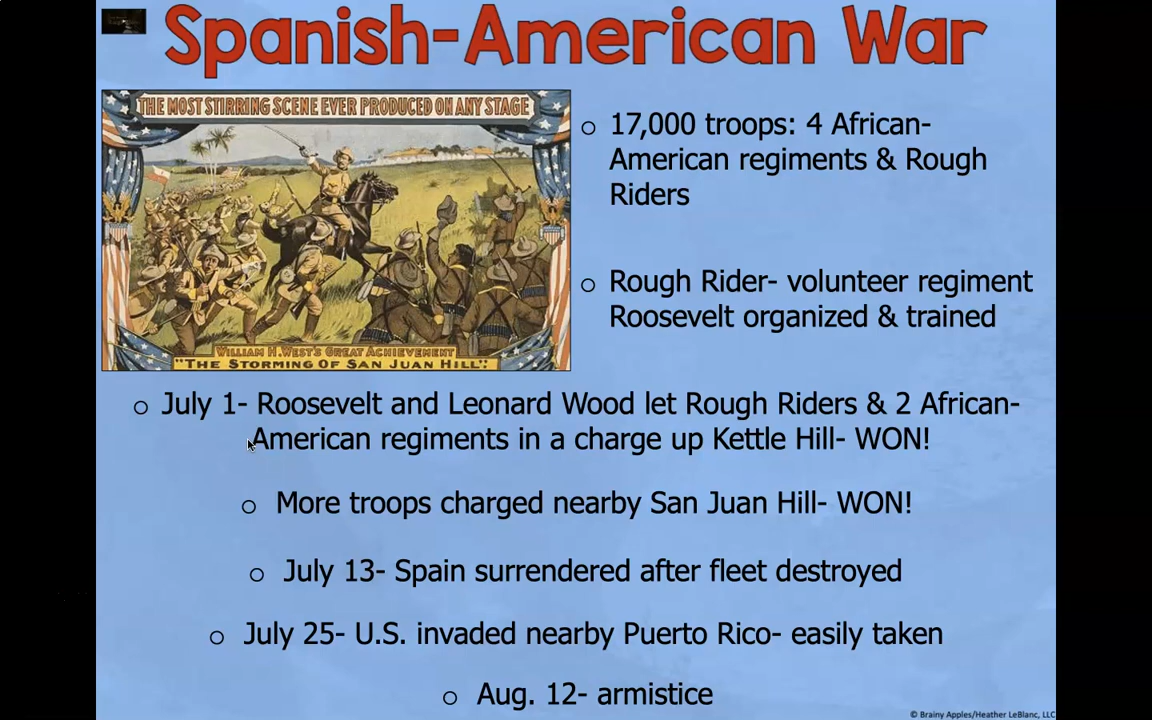 Spanish-American War
THE MOST STIRRING SCENE EVER PRODUCED ON ANY STAGE
WILLIAM H. WEST'S GREAT ACHIEVEMENT
"THE STORMING OF SAN JUAN HILL".
o 17,000 troops: 4 African-
American regiments & Rough
Riders
o Rough Rider- volunteer regiment
Roosevelt organized & trained
o July 1- Roosevelt and Leonard Wood let Rough Riders & 2 African-
American regiments in a charge up Kettle Hill- WON!
o More troops charged nearby San Juan Hill- WON!
o July 13- Spain surrendered after fleet destroyed
o July 25- U.S. invaded nearby Puerto Rico- easily taken
o Aug. 12- armistice
© Brainy Apples/Heather LeBlanc, LLC